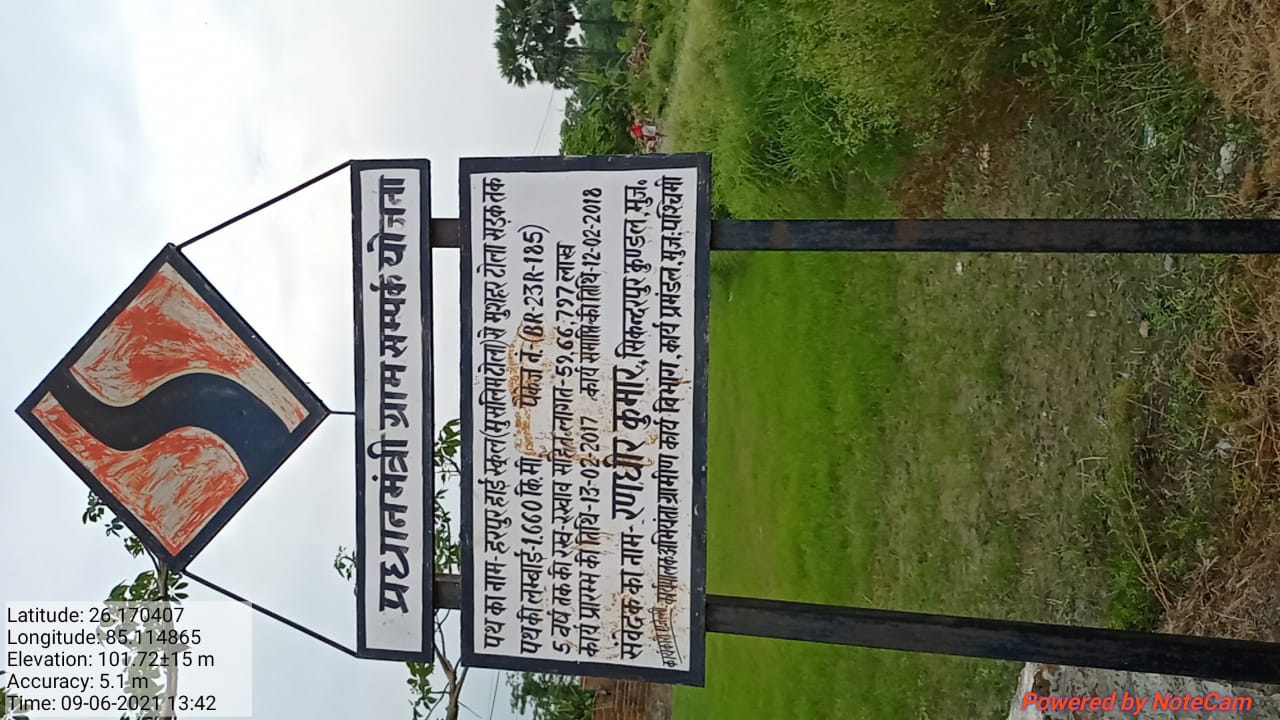 प्रधानमंत्री ग्राम सम्पर्क योजना
पथ का नाम- हरपुर हाई स्कूल (मुसलिम टोला) से मुशहर टोला सड़क तक
पथ की लम्बाई-1.660 कि.मी पैकेज नं.-(BR-23R-185)
5 वर्ष तक की रख-रखाव सहित लागत-59,66,797 लाख
कार्य प्रारम्भ की तिथि-13-02-2017 कार्य समाप्ति की तिथि-12-02-2018
संवेदक का नाम- रणधीर कुमार, सिकन्दरपुर कुण्डल, मुज॰
कार्यपालक अभियंता ग्रामीण कार्य विभाग, कार्य प्रमंडल, मुज॰ पश्चिमी
Latitude: 26.170407
Longitude: 85.114865
Elevation: 101.72±15 m
Accuracy: 5.1 m
Time: 09-06-2021 13:42
Powered by NoteCam